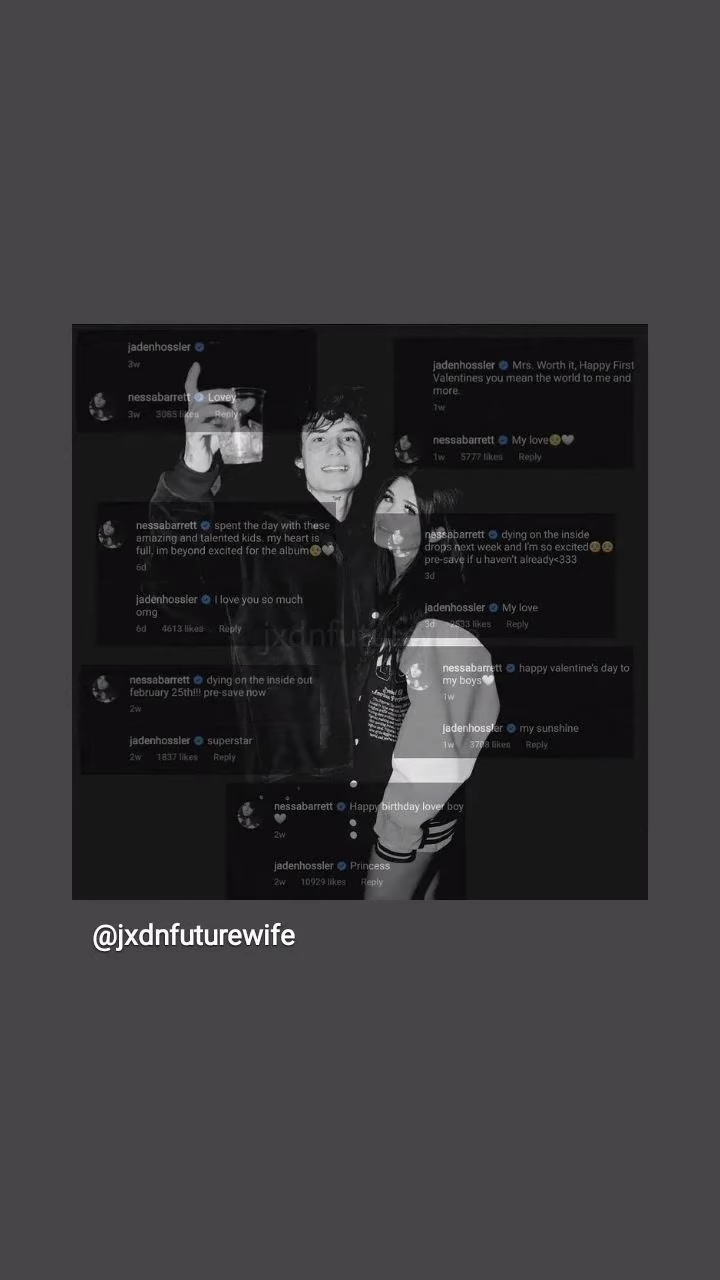 jadenhossler
3w
nessabarrett Lovey
3w 3085 likes Reply
jadenhossler Mrs. Worth it, Happy First
Valentines you mean the world to me and
more.
1w
nessabarrett My love🥺🤍
1w 5777 likes Reply
nessabarrett spent the day with these
amazing and talented kids. my heart is
full, im beyond excited for the album🥺🤍
6d
jadenhossler I love you so much
omg
6d 4613 likes Reply
nessabarrett dying on the inside
drops next week and I'm so excited🥺🥺
pre-save if u haven't already<333
3d
jadenhossler My love
3d 2833 likes Reply
nessabarrett dying on the inside out
february 25th!!! pre-save now
2w
jadenhossler superstar
2w 1837 likes Reply
nessabarrett happy valentine's day to
my boys🤍
1w
jadenhossler my sunshine
1w 3708 likes Reply
nessabarrett Happy birthday lover boy
🤍
2w
jadenhossler Princess
2w 10929 likes Reply
@jxdnfuturewife